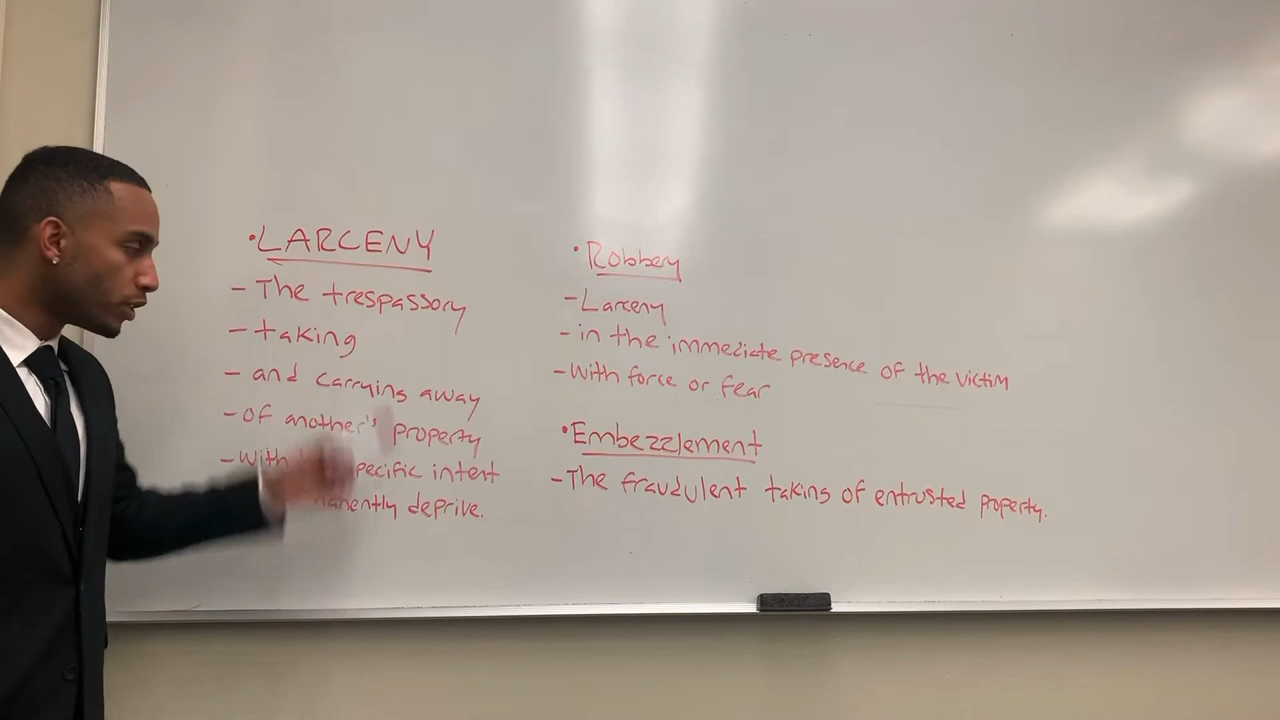 •LARCENY
- The trespassory
- taking
- and carrying away
- of another's property
- With specific intent
deprive.
• Robbery
- Larceny
- in the immediate presence of the victim
- with force or fear
• Embezzlement
- The fraudulent taking of entrusted property.